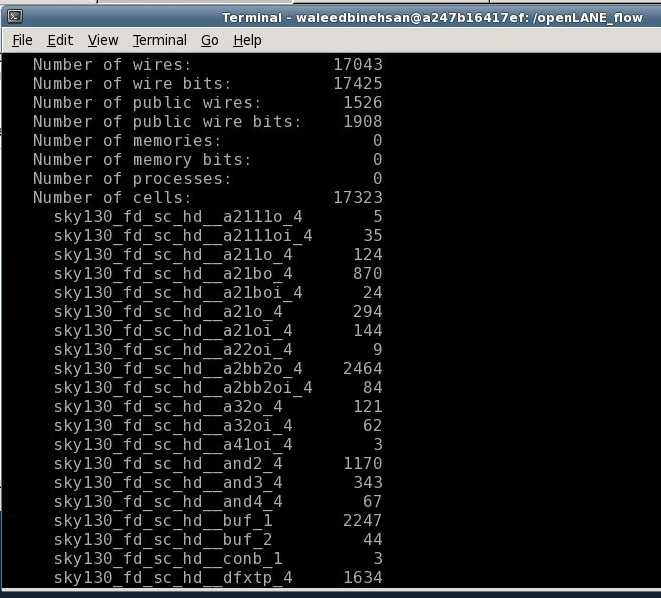 Terminal - waleedbinehsan@a247b16417ef: /openLANE_flow
File Edit View Terminal Go Help
Number of wires: 17043
Number of wire bits: 17425
Number of public wires: 1526
Number of public wire bits: 1908
Number of memories: 0
Number of memory bits: 0
Number of processes: 0
Number of cells: 17323
sky130_fd_sc_hd__a2111o_4 5
sky130_fd_sc_hd__a2111oi_4 35
sky130_fd_sc_hd__a211o_4 124
sky130_fd_sc_hd__a21bo_4 870
sky130_fd_sc_hd__a21boi_4 24
sky130_fd_sc_hd__a21o_4 294
sky130_fd_sc_hd__a21oi_4 144
sky130_fd_sc_hd__a22oi_4 9
sky130_fd_sc_hd__a2bb2o_4 2464
sky130_fd_sc_hd__a2bb2oi_4 84
sky130_fd_sc_hd__a32o_4 121
sky130_fd_sc_hd__a32oi_4 62
sky130_fd_sc_hd__a41oi_4 3
sky130_fd_sc_hd__and2_4 1170
sky130_fd_sc_hd__and3_4 343
sky130_fd_sc_hd__and4_4 67
sky130_fd_sc_hd__buf_1 2247
sky130_fd_sc_hd__buf_2 44
sky130_fd_sc_hd__conb_1 3
sky130_fd_sc_hd__dfxtp_4 1634